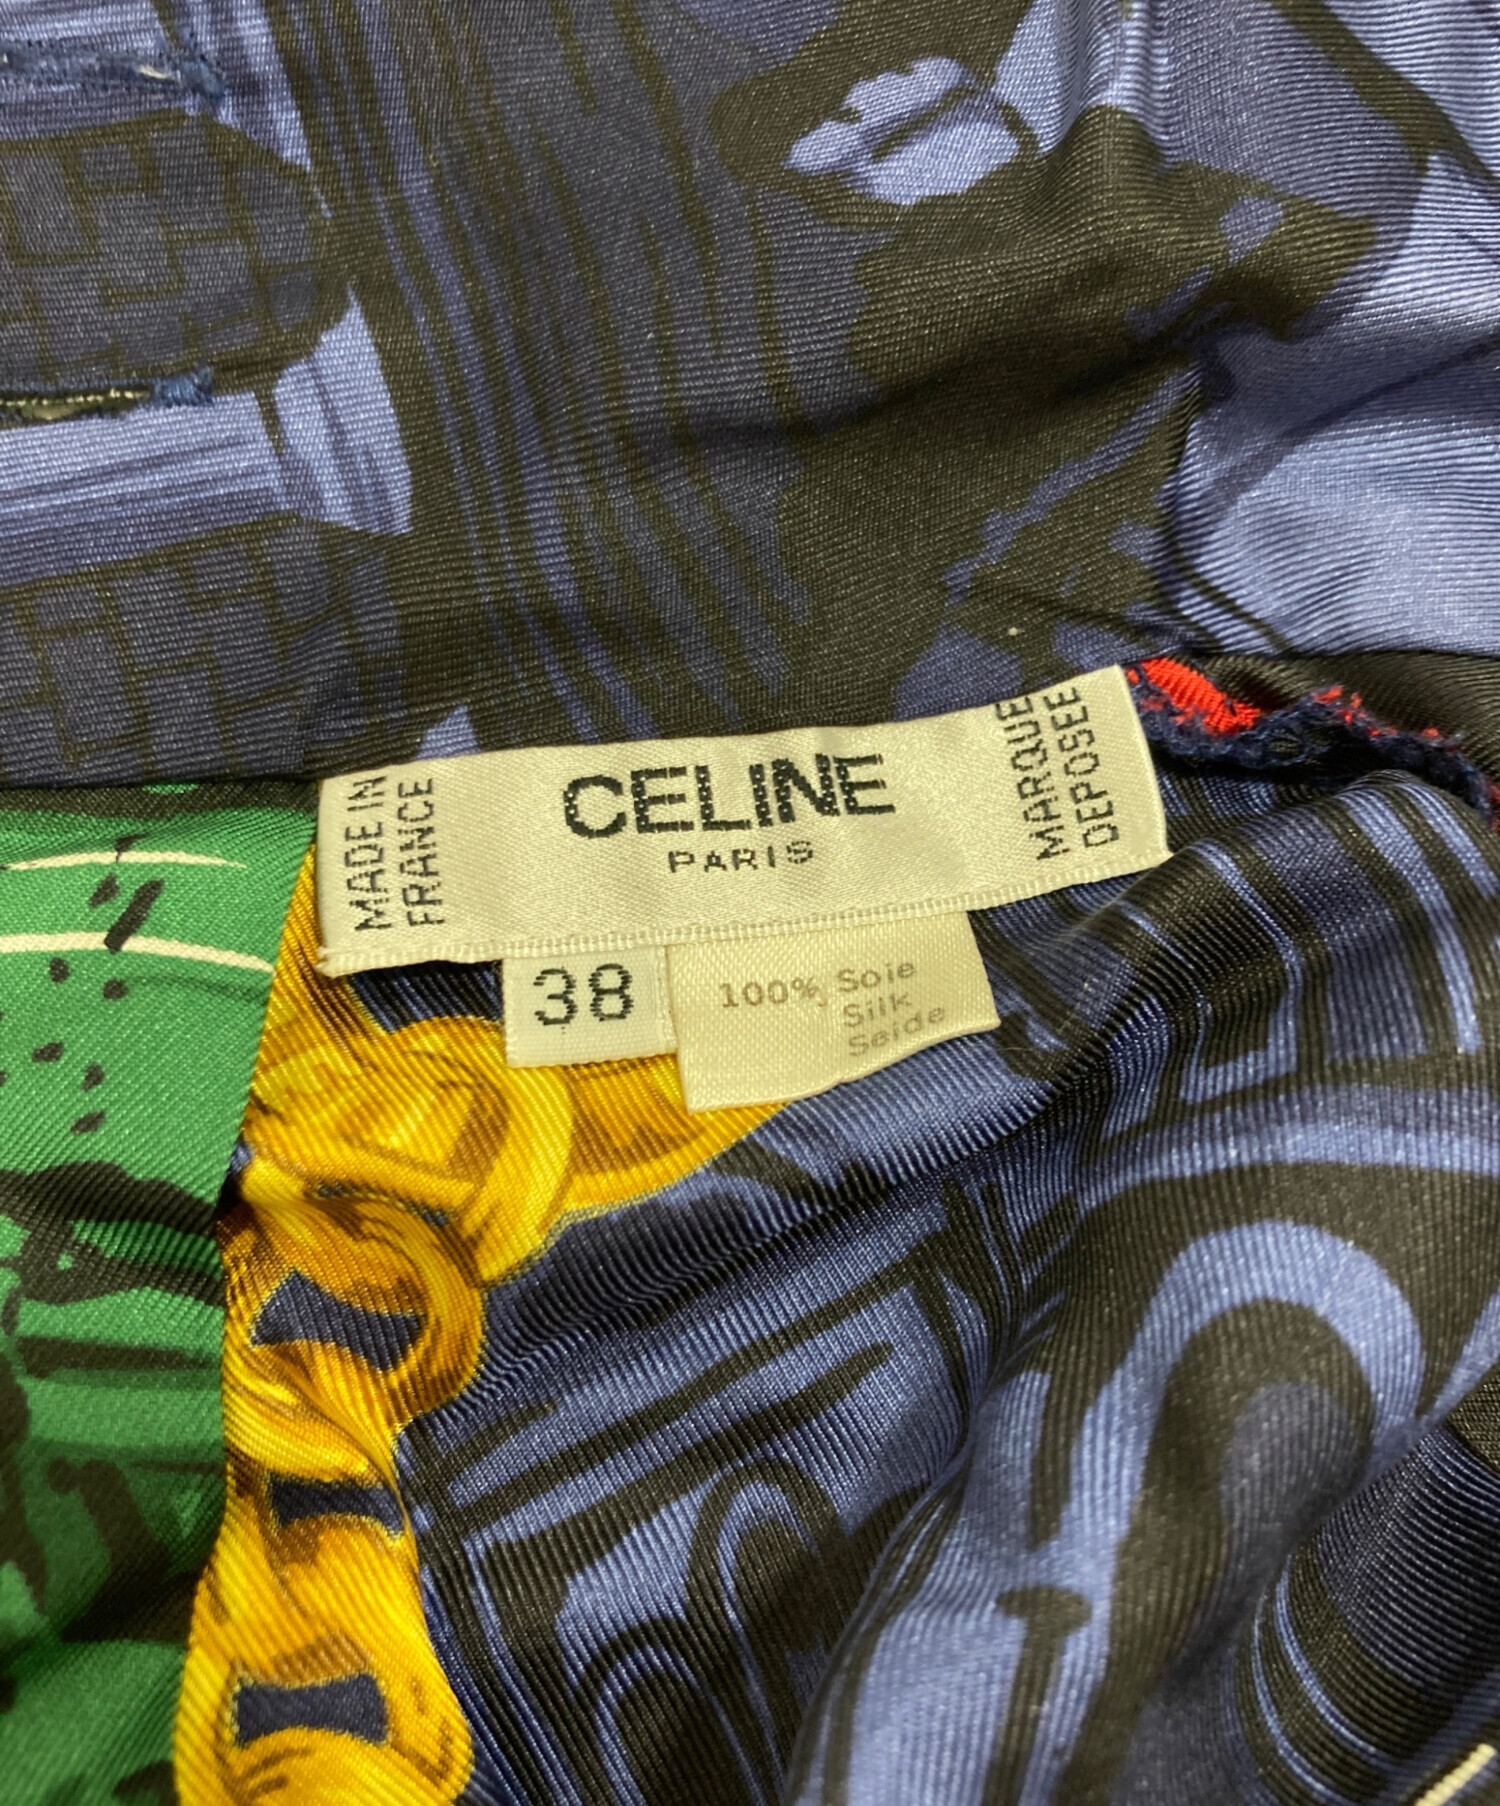 MADE IN
FRANCE
CELINE
PARIS
MARQUE
DEPOSEE
38
100% Soie
Silk
Seide